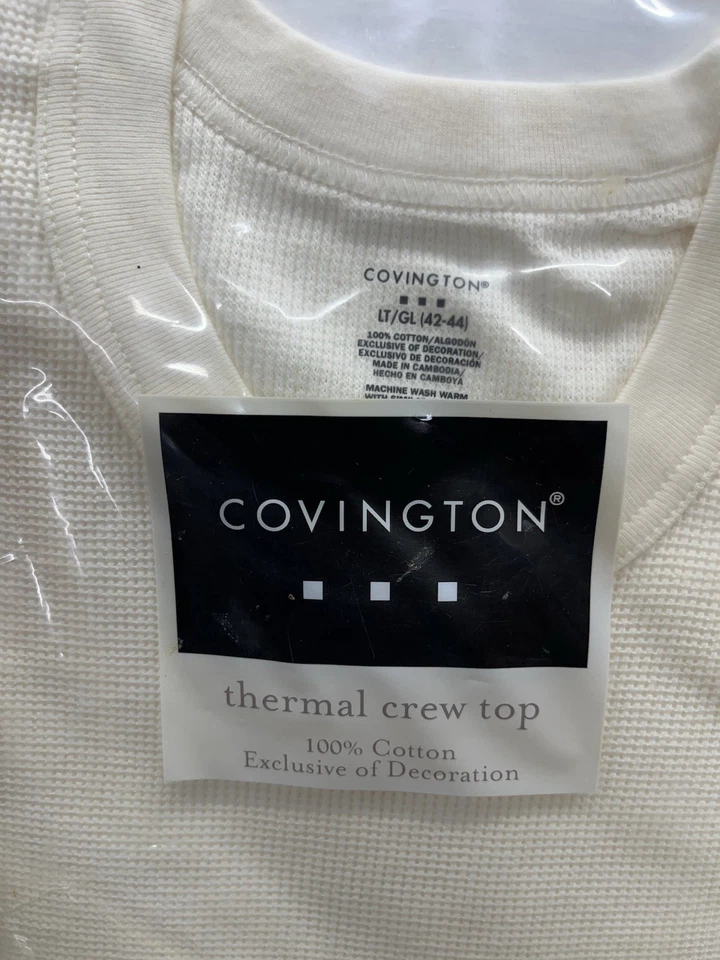 COVINGTON®
LT/GL (42-44)
100% COTTON/ALGODÓN
EXCLUSIVE OF DECORATION/
EXCLUSIVO DE DECORACIÓN
MADE IN CAMBODIA/
HECHO EN CAMBOYA
MACHINE WASH WARM
WITH
COVINGTON®
thermal crew top
100% Cotton
Exclusive of Decoration